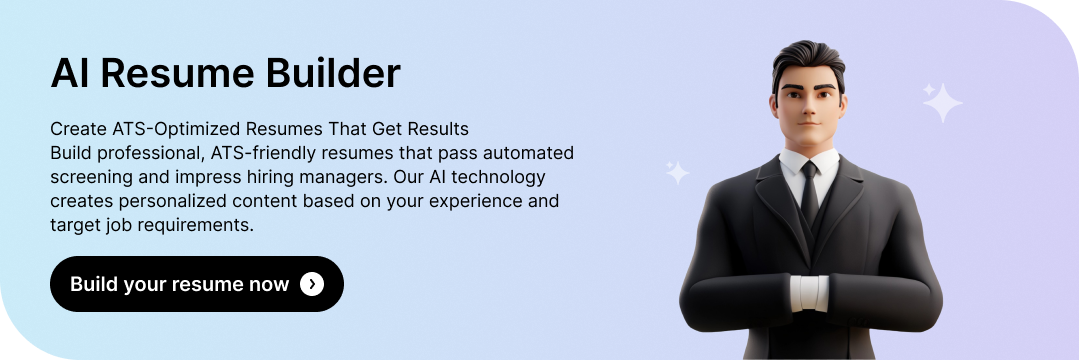 AI Resume Builder
Create ATS-Optimized Resumes That Get Results
Build professional, ATS-friendly resumes that pass automated
screening and impress hiring managers. Our AI technology
creates personalized content based on your experience and
target job requirements.
Build your resume now